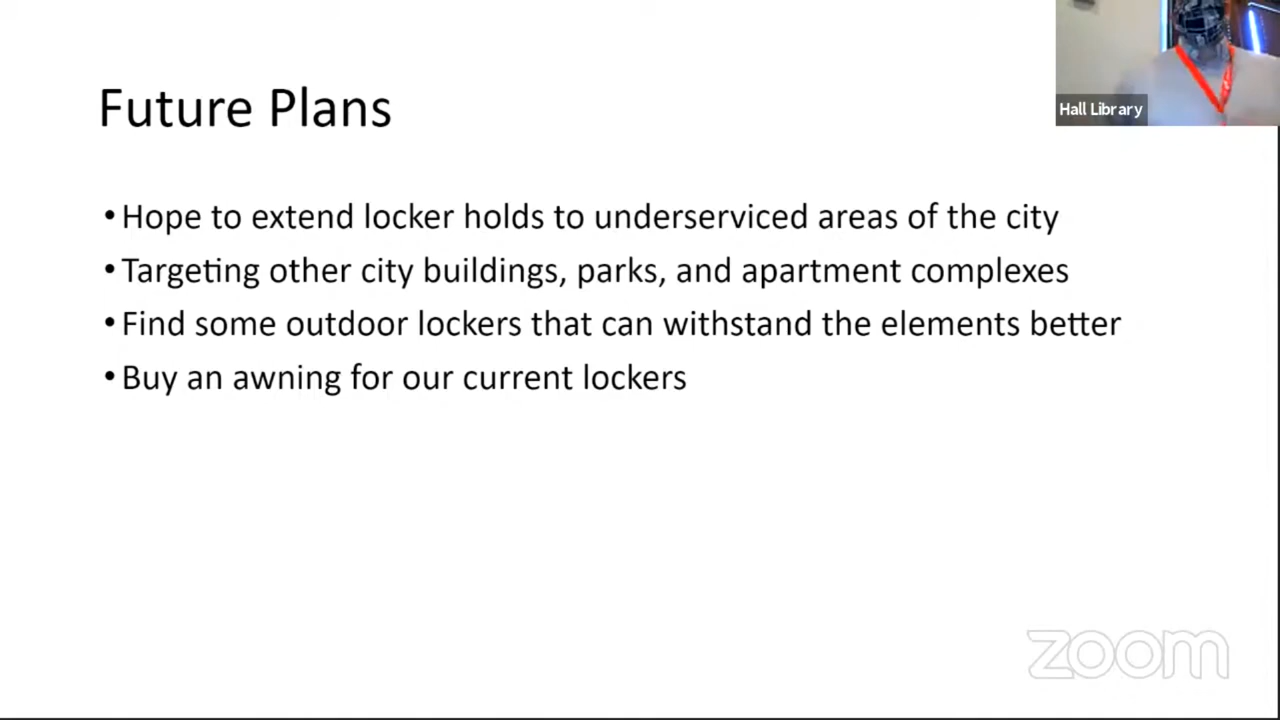 Hall Library
Future Plans
• Hope to extend locker holds to underserviced areas of the city
• Targeting other city buildings, parks, and apartment complexes
• Find some outdoor lockers that can withstand the elements better
• Buy an awning for our current lockers
zoom